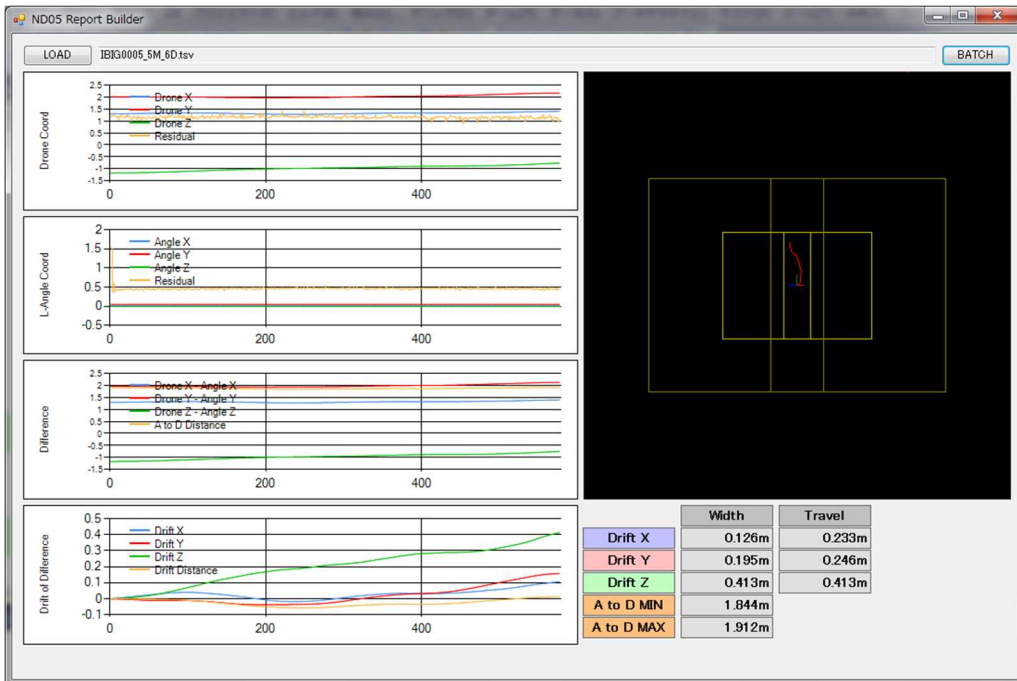 ND05 Report Builder
LOAD IBIG0005_5M_6D.tsv BATCH
Drone Coord
2.5
2
1.5
1
0.5
0
-0.5
-1
-1.5
Drone X
Drone Y
Drone Z
Residual
0 200 400
L-Angle Coord
2
1.5
1
0.5
0
-0.5
Angle X
Angle Y
Angle Z
Residual
0 200 400
Difference
2.5
2
1.5
1
0.5
0
-0.5
-1
-1.5
Drone X - Angle X
Drone Y - Angle Y
Drone Z - Angle Z
A to D Distance
0 200 400
Drift of Difference
0.5
0.4
0.3
0.2
0.1
0
-0.1
Drift X
Drift Y
Drift Z
Drift Distance
0 200 400
Width Travel
Drift X 0.126m 0.233m
Drift Y 0.195m 0.246m
Drift Z 0.413m 0.413m
A to D MIN 1.844m
A to D MAX 1.912m